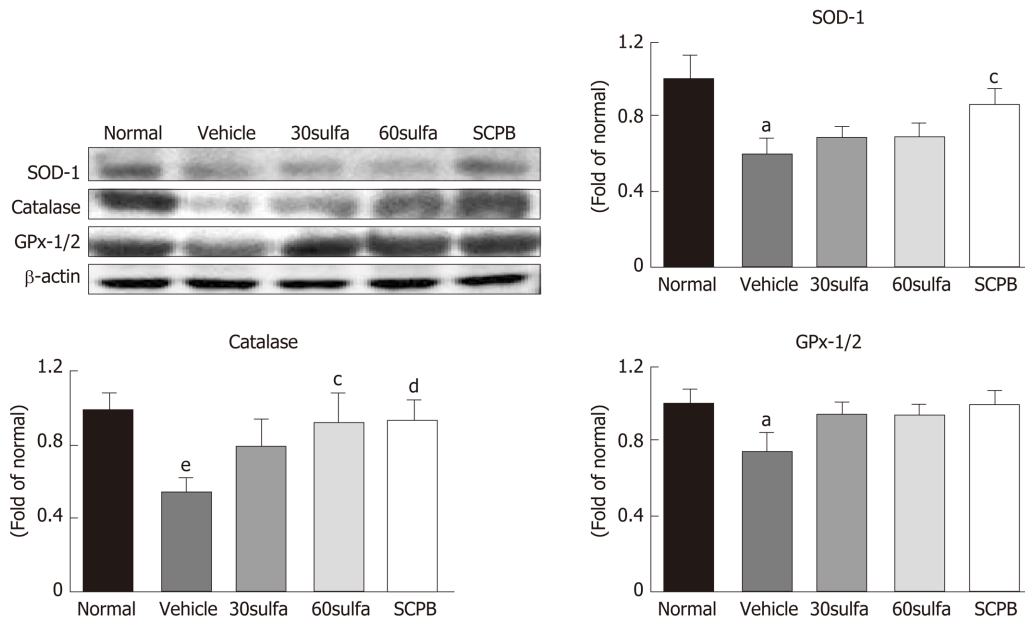 Normal Vehicle 30sulfa 60sulfa SCPB
SOD-1
Catalase
GPx-1/2
β-actin
SOD-1
(Fold of normal)
1.2
0.8
0.4
0
a
c
Normal Vehicle 30sulfa 60sulfa SCPB
Catalase
(Fold of normal)
1.2
0.8
0.4
0
e
c
d
Normal Vehicle 30sulfa 60sulfa SCPB
GPx-1/2
(Fold of normal)
1.2
0.8
0.4
0
a
Normal Vehicle 30sulfa 60sulfa SCPB